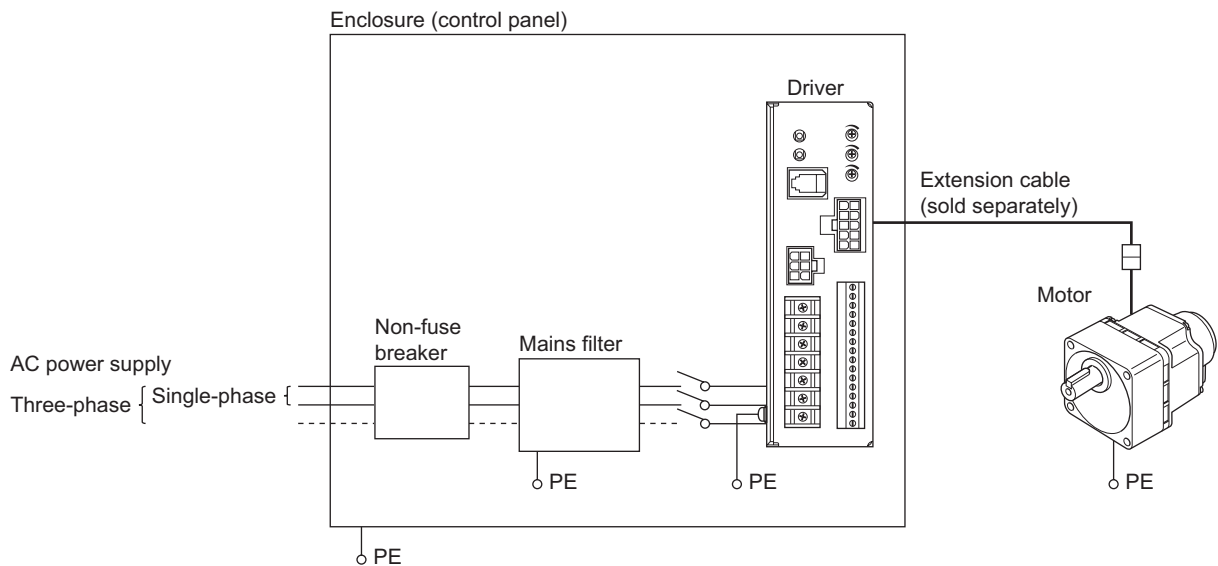 Enclosure (control panel)
Driver
Extension cable
(sold separately)
Motor
Non-fuse
breaker
Mains filter
AC power supply
Three-phase
Single-phase
PE
PE
PE
PE